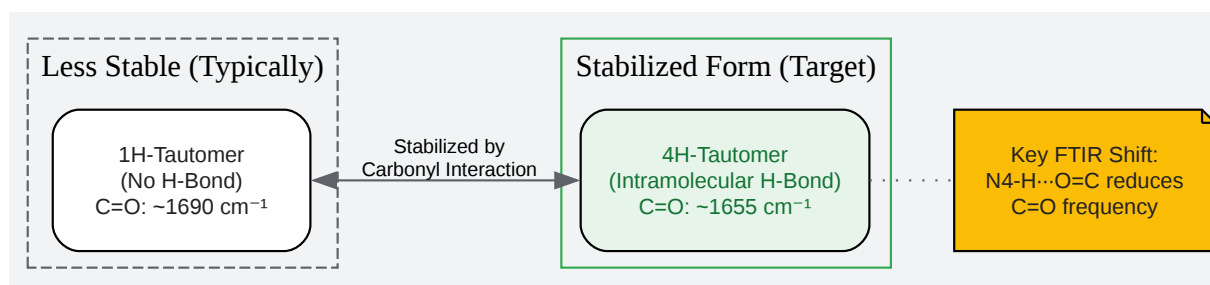 Less Stable (Typically)
1H-Tautomer
(No H-Bond)
C=O: ~1690 cm⁻¹
Stabilized by
Carbonyl Interaction
Stabilized Form (Target)
4H-Tautomer
(Intramolecular H-Bond)
C=O: ~1655 cm⁻¹
Key FTIR Shift:
N4-H···O=C reduces
C=O frequency